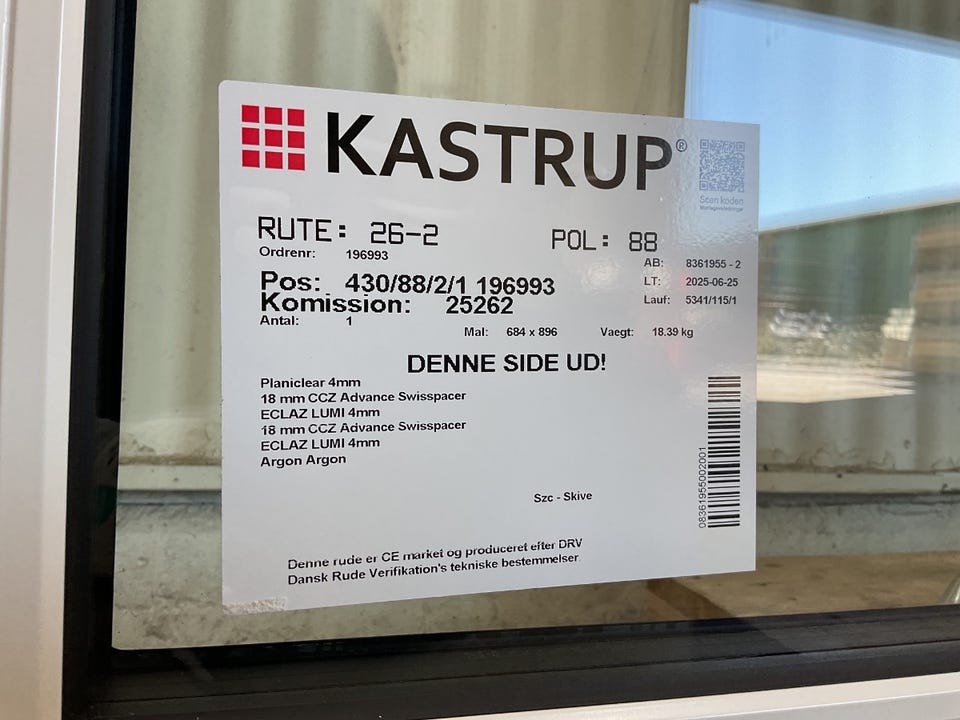 KASTRUP®
Scan koden
RUTE: 26-2 POL: 88
Ordrenr: 196993
AB: 8361955 - 2
Pos: 430/88/2/1 196993
LT: 2025-06-25
Komission: 25262
Lauf: 5341/115/1
Antal: 1
Mal: 684 x 896 Vaegt: 18.39 kg
DENNE SIDE UD!
Planiclear 4mm
18 mm CCZ Advance Swisspacer
ECLAZ LUMI 4mm
18 mm CCZ Advance Swisspacer
ECLAZ LUMI 4mm
Argon Argon
08361955002001
Szc - Skive
Denne rude er CE market og produceret efter DRV
Dansk Rude Verifikation's tekniske bestemmelser.